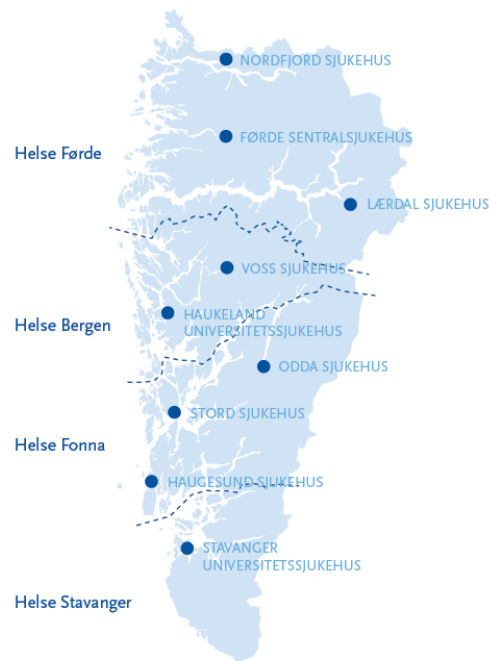 NORDFJORD SJUKEHUS
FØRDE SENTRALSJUKEHUS
Helse Førde
LÆRDAL SJUKEHUS
VOSS SJUKEHUS
HAUKELAND
UNIVERSITETSSJUKEHUS
Helse Bergen
ODDA SJUKEHUS
STORD SJUKEHUS
Helse Fonna
HAUGESUND SJUKEHUS
STAVANGER
UNIVERSITETSSJUKEHUS
Helse Stavanger